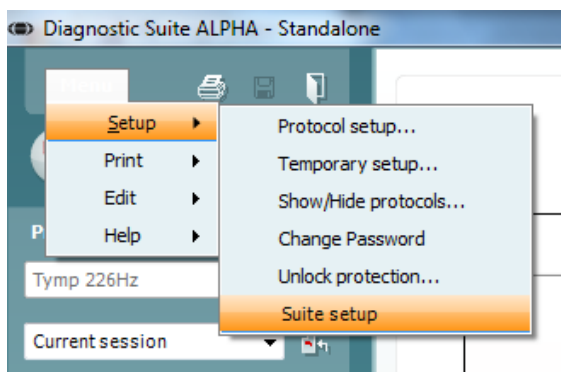 Diagnostic Suite ALPHA - Standalone
Menu
Setup
Protocol setup...
Print
Temporary setup...
Edit
Show/Hide protocols...
Help
Change Password
Unlock protection...
Tymp 226Hz
Suite setup
Current session